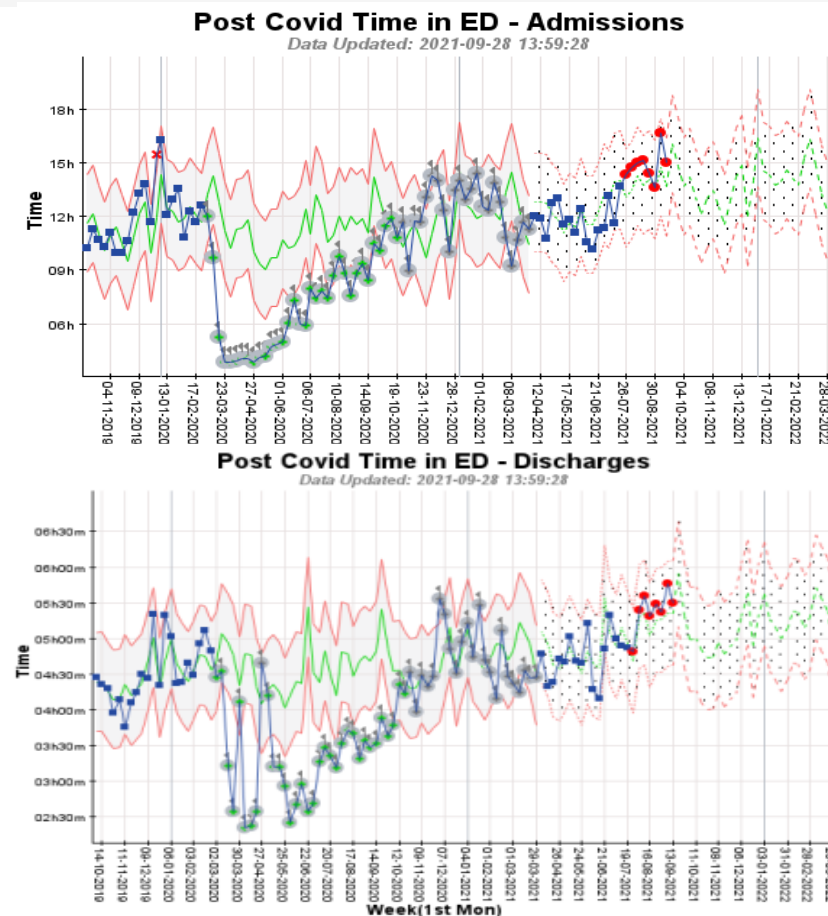 Post Covid Time in ED - Admissions
Data Updated: 2021-09-28 13:59:28
18h
15h
12h
09h
06h
Time
04-11-2019
09-12-2019
13-01-2020
17-02-2020
23-03-2020
27-04-2020
01-06-2020
06-07-2020
10-08-2020
14-09-2020
19-10-2020
23-11-2020
28-12-2020
01-02-2021
08-03-2021
12-04-2021
17-05-2021
21-06-2021
26-07-2021
30-08-2021
04-10-2021
08-11-2021
13-12-2021
17-01-2022
21-02-2022
28-03-2022
Post Covid Time in ED - Discharges
Data Updated: 2021-09-28 13:59:28
06h30m
06h00m
05h30m
05h00m
04h30m
04h00m
03h30m
03h00m
02h30m
Time
14-10-2019
11-11-2019
09-12-2019
06-01-2020
03-02-2020
02-03-2020
30-03-2020
27-04-2020
25-05-2020
22-06-2020
20-07-2020
17-08-2020
14-09-2020
12-10-2020
09-11-2020
07-12-2020
04-01-2021
01-02-2021
01-03-2021
29-03-2021
26-04-2021
24-05-2021
21-06-2021
19-07-2021
16-08-2021
13-09-2021
11-10-2021
08-11-2021
06-12-2021
03-01-2022
31-01-2022
28-02-2022
Week(1st Mon)